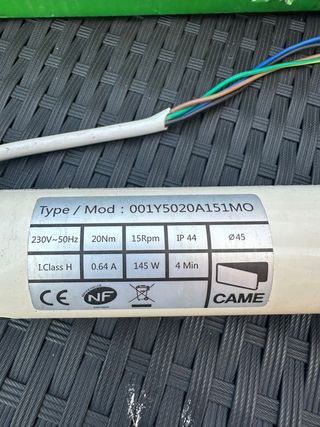 Type / Mod : 001Y5020A151MO
230V~50Hz 20Nm 15Rpm IP 44 Ø45
I.Class H 0.64 A 145 W 4 Min
CE NF CAME